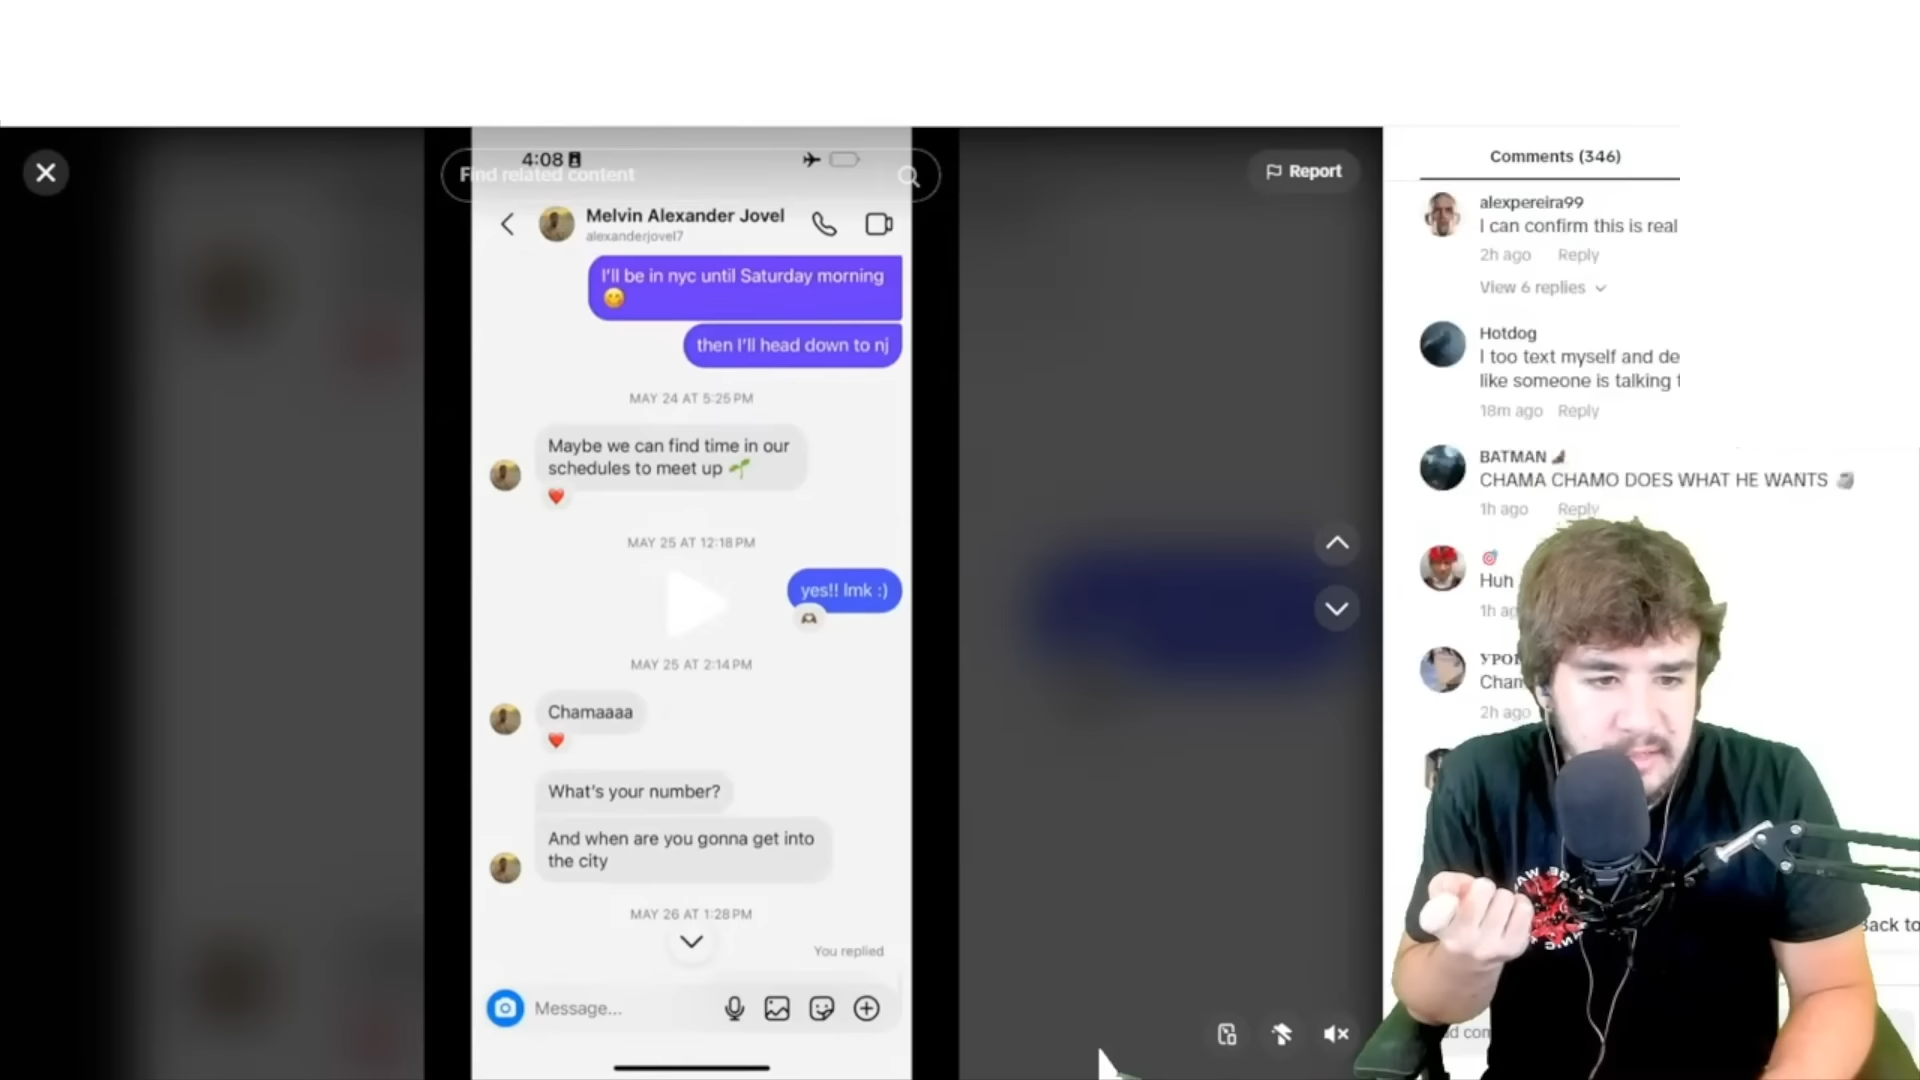 4:08
Find related content
Melvin Alexander Jovel
alexanderjovel7
I'll be in nyc until Saturday morning
😋
then I'll head down to nj
MAY 24 AT 5:25 PM
Maybe we can find time in our
schedules to meet up 🌱
❤️
MAY 25 AT 12:18 PM
yes!! lmk :)
MAY 25 AT 2:14 PM
Chamaaaa
❤️
What's your number?
And when are you gonna get into
the city
MAY 26 AT 1:28 PM
You replied
Message...
Report
Comments (346)
alexpereira99
I can confirm this is real
2h ago Reply
View 6 replies
Hotdog
I too text myself and de
like someone is talking
18m ago Reply
BATMAN
CHAMA CHAMO DOES WHAT HE WANTS 🗿
1h ago Reply
🎯
Huh
1h ag
Cham
2h ago
Back to